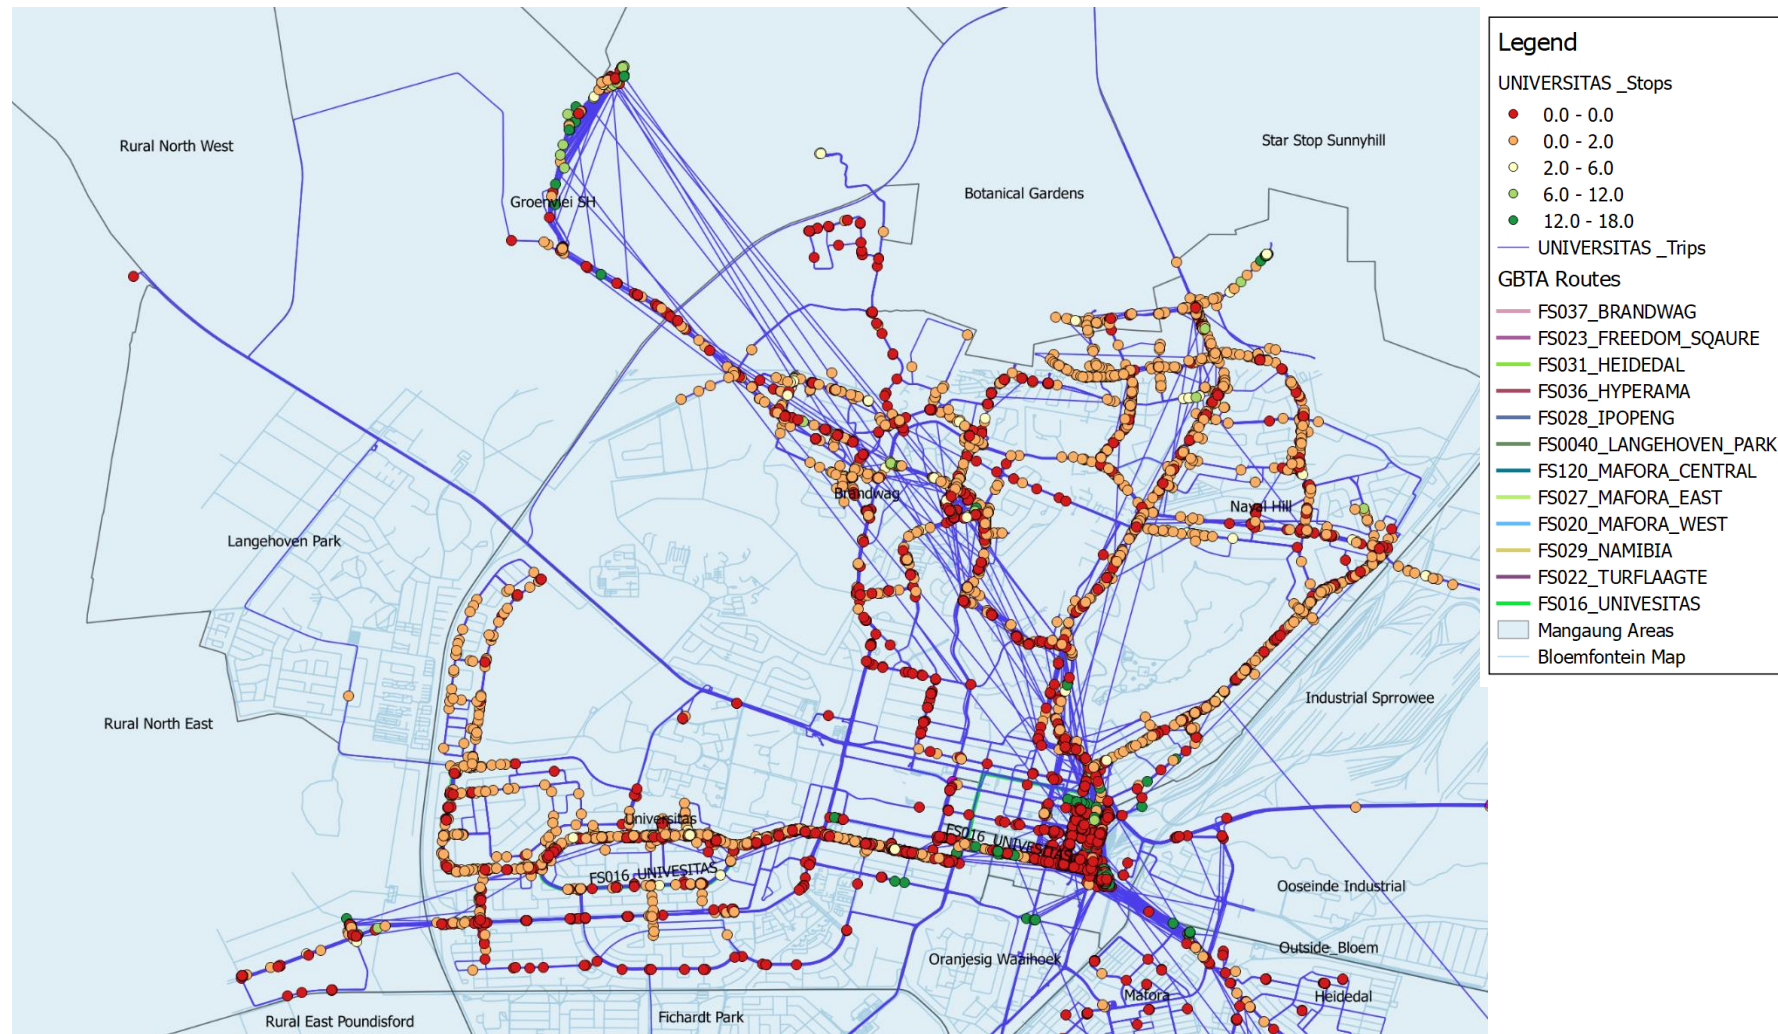 Rural North West
Star Stop Sunnyhill
Botanical Gardens
Groenvlei SH
Brandwag
Naval Hill
Langehoven Park
Rural North East
Industrial Sprrowee
Universitas
FS016_UNIVESITAS
FS016_UNIVESITAS
Ooseinde Industrial
Outside_Bloem
Oranjesig Waaihoek
Mafora
Heidedal
Rural East Poundisford
Fichardt Park
Legend
UNIVERSITAS _Stops
0.0 - 0.0
0.0 - 2.0
2.0 - 6.0
6.0 - 12.0
12.0 - 18.0
UNIVERSITAS _Trips
GBTA Routes
FS037_BRANDWAG
FS023_FREEDOM_SQAURE
FS031_HEIDEDAL
FS036_HYPERAMA
FS028_IPOPENG
FS0040_LANGEHOVEN_PARK
FS120_MAFORA_CENTRAL
FS027_MAFORA_EAST
FS020_MAFORA_WEST
FS029_NAMIBIA
FS022_TURFLAAGTE
FS016_UNIVESITAS
Mangaung Areas
Bloemfontein Map